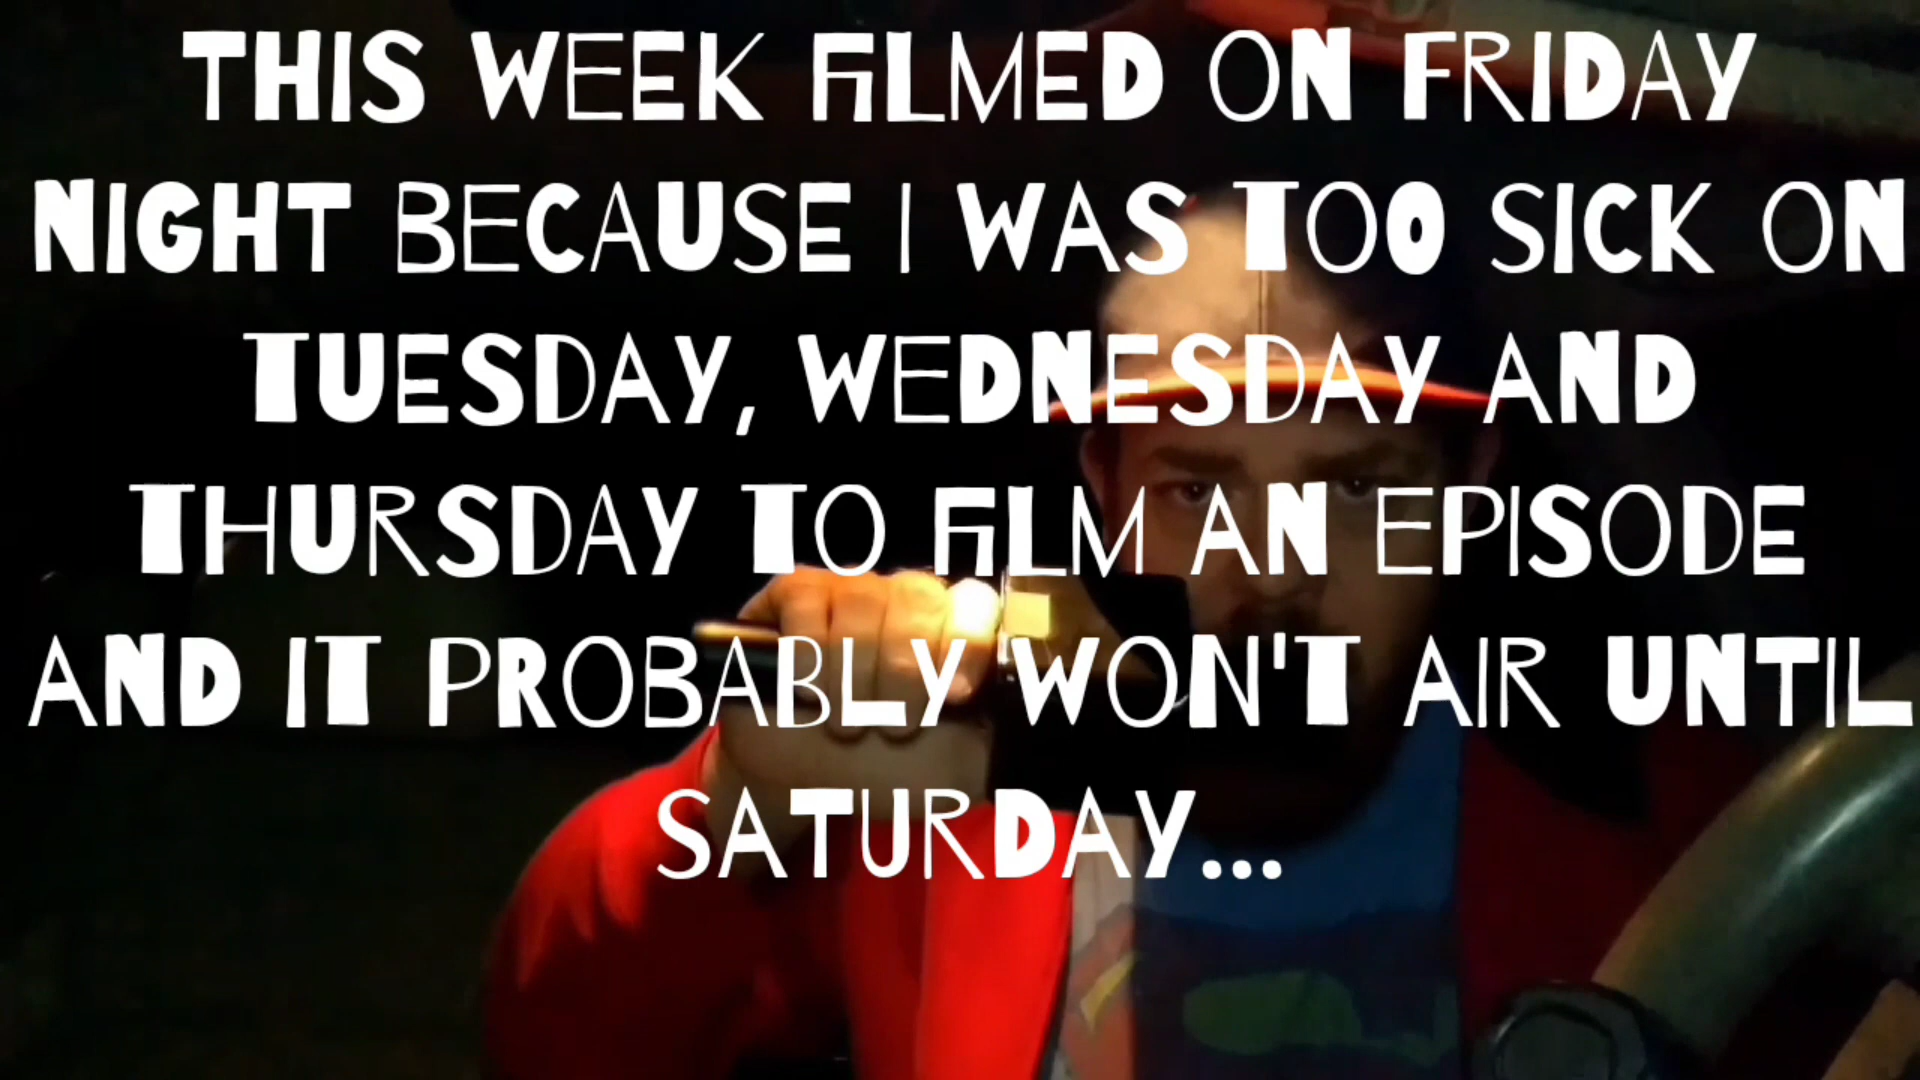 THIS WEEK FILMED ON FRIDAY
NIGHT BECAUSE I WAS TOO SICK ON
TUESDAY, WEDNESDAY AND
THURSDAY TO FILM AN EPISODE
AND IT PROBABLY WON'T AIR UNTIL
SATURDAY...